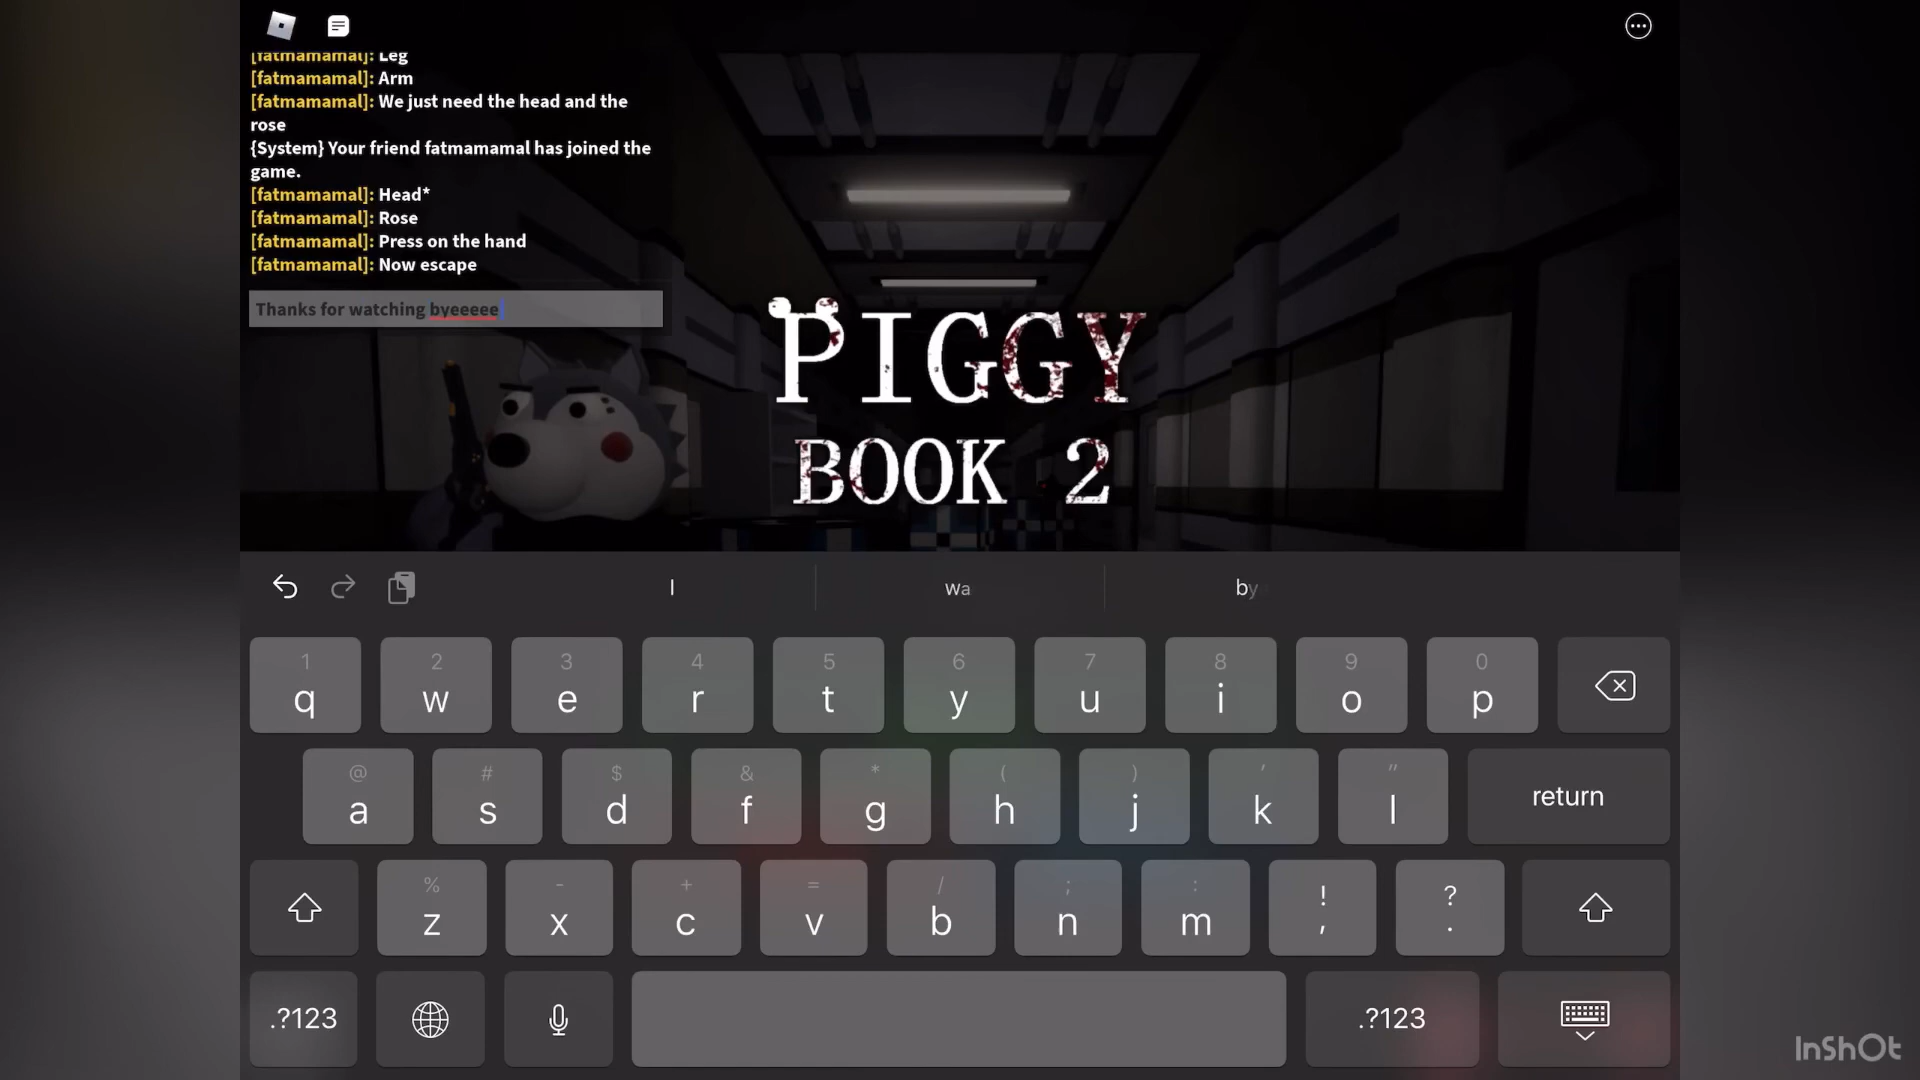 [fatmamamal]: Leg
[fatmamamal]: Arm
[fatmamamal]: We just need the head and the
rose
{System} Your friend fatmamamal has joined the
game.
[fatmamamal]: Head*
[fatmamamal]: Rose
[fatmamamal]: Press on the hand
[fatmamamal]: Now escape
Thanks for watching byeeeee
PIGGY
BOOK 2
I wa by
1 2 3 4 5 6 7 8 9 0
q w e r t y u i o p
@ # $ & * ( ) ' "
a s d f g h j k l return
% - + = / ; : ! ?
z x c v b n m , .
.?123 .?123
InShOt